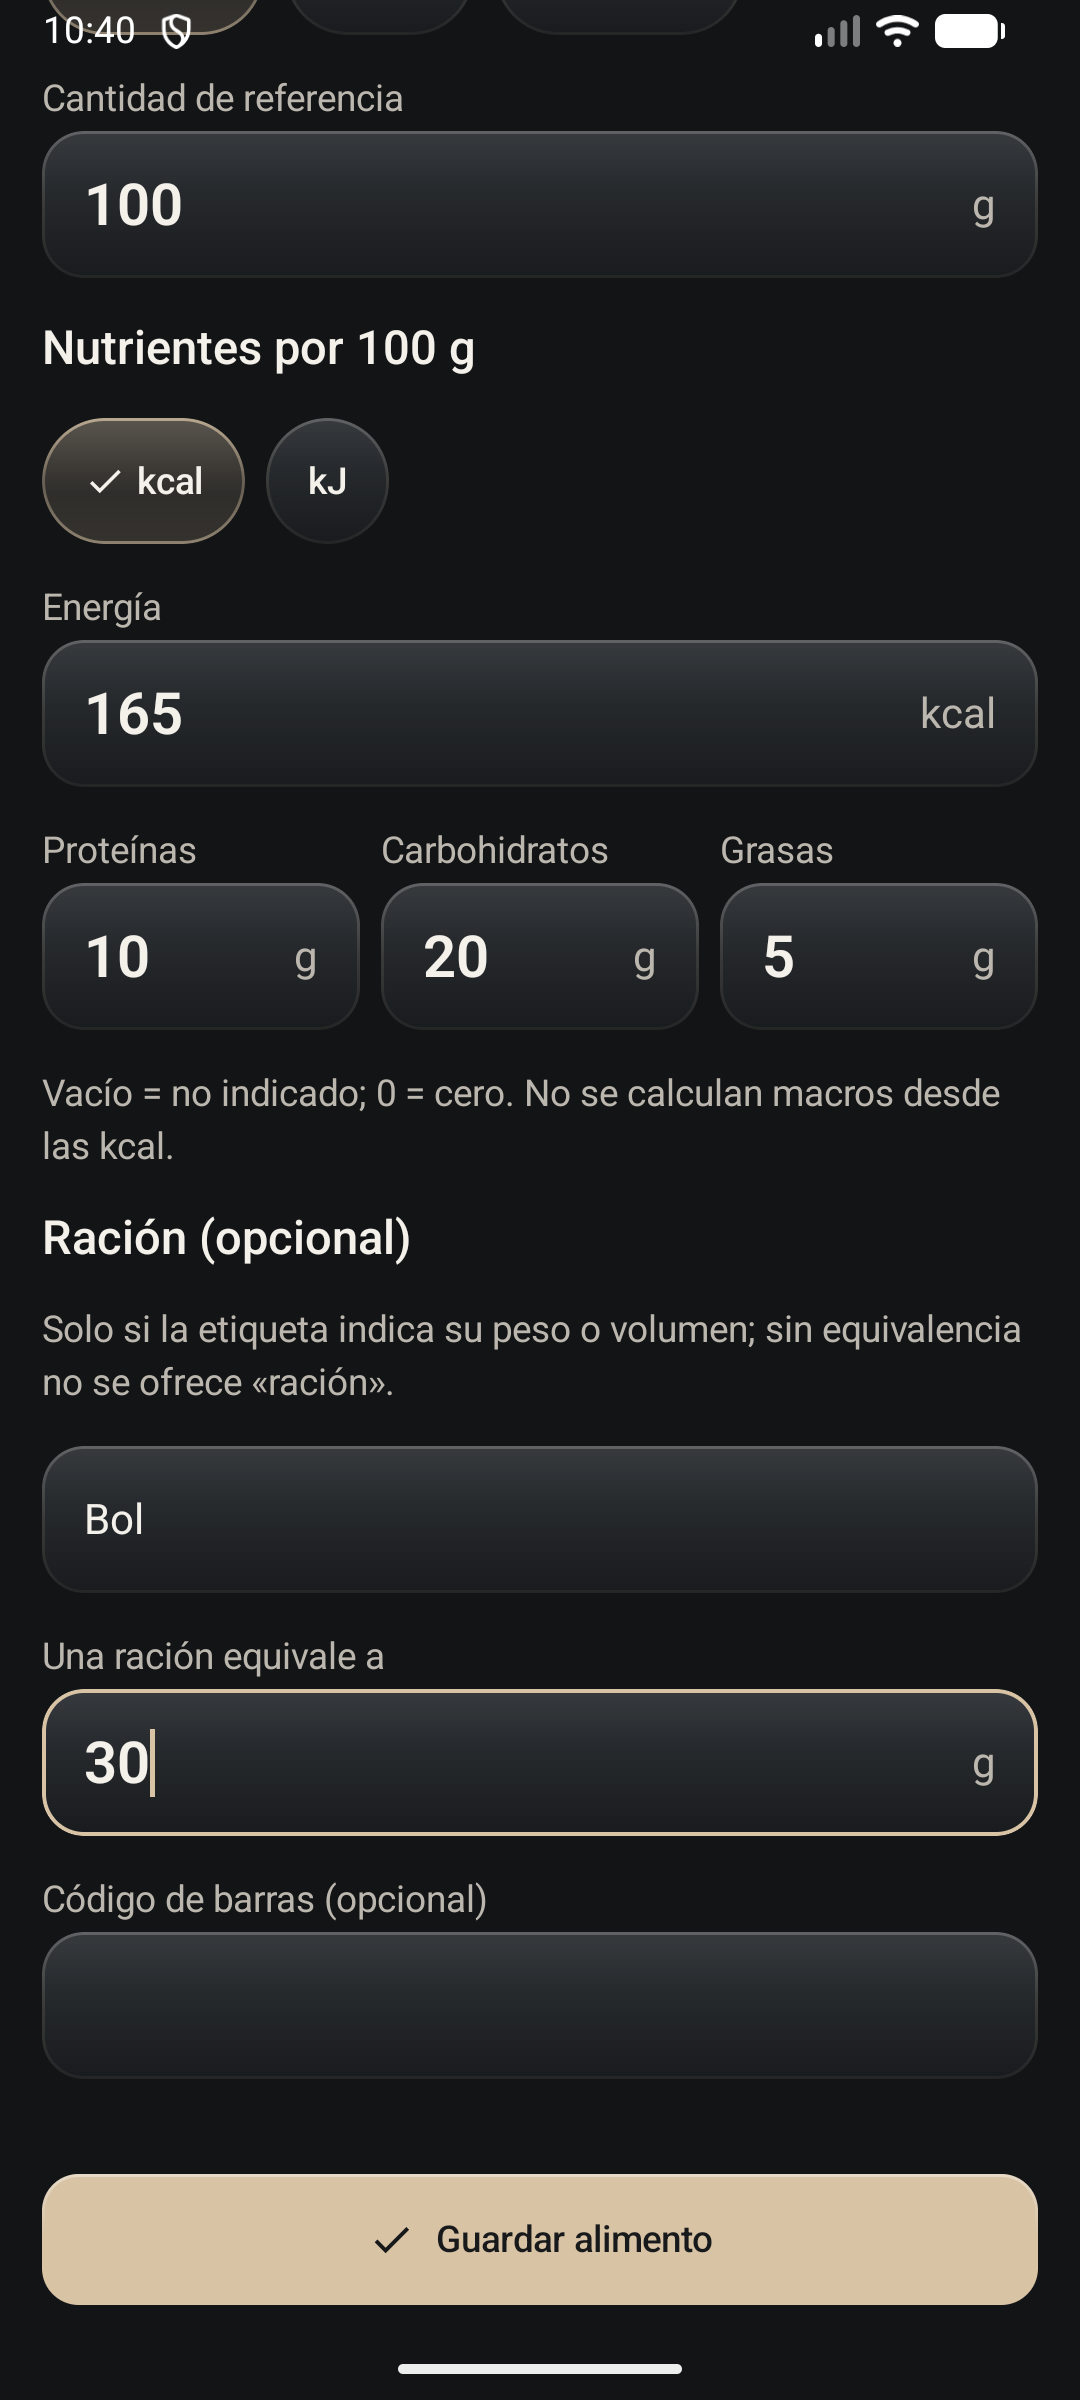 10:40
Cantidad de referencia
100 g
Nutrientes por 100 g
kcal kJ
Energía
165 kcal
Proteínas Carbohidratos Grasas
10 g 20 g 5 g
Vacío = no indicado; 0 = cero. No se calculan macros desde
las kcal.
Ración (opcional)
Solo si la etiqueta indica su peso o volumen; sin equivalencia
no se ofrece «ración».
Bol
Una ración equivale a
30 g
Código de barras (opcional)
Guardar alimento